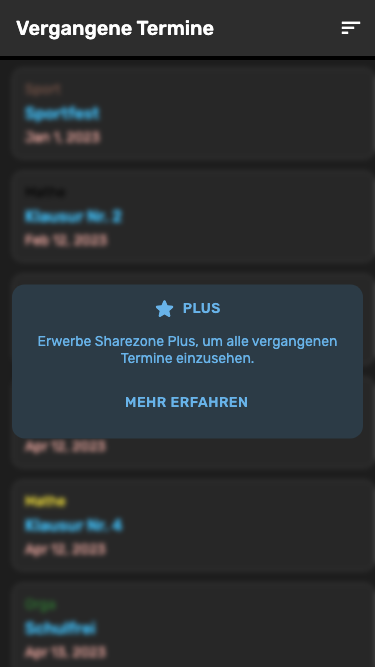 Vergangene Termine
Sport
Sportfest
Jan 1, 2023
Mathe
Klausur Nr. 2
Feb 12, 2023
PLUS
Erwerbe Sharezone Plus, um alle vergangenen
Termine einzusehen.
MEHR ERFAHREN
Apr 12, 2023
Mathe
Klausur Nr. 4
Apr 12, 2023
Orga
Schulfrei
Apr 13, 2023